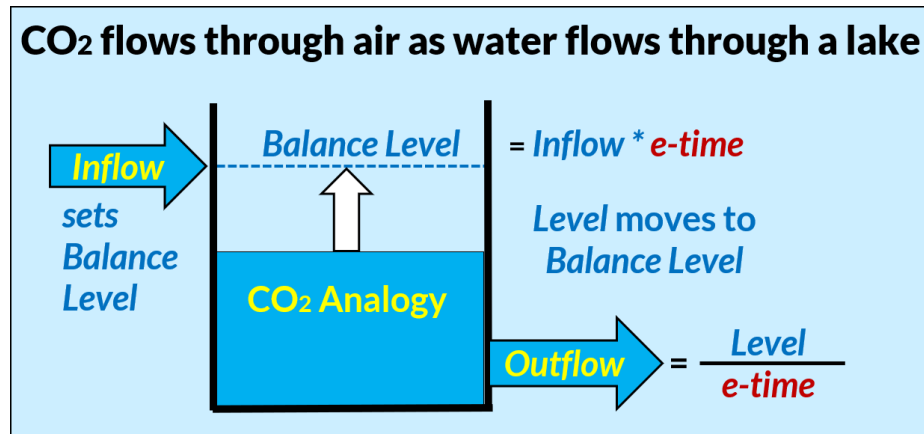 CO₂ flows through air as water flows through a lake
Balance Level = Inflow * e-time
Inflow
sets
Balance
Level
Level moves to
Balance Level
CO₂ Analogy
Outflow = Level
e-time